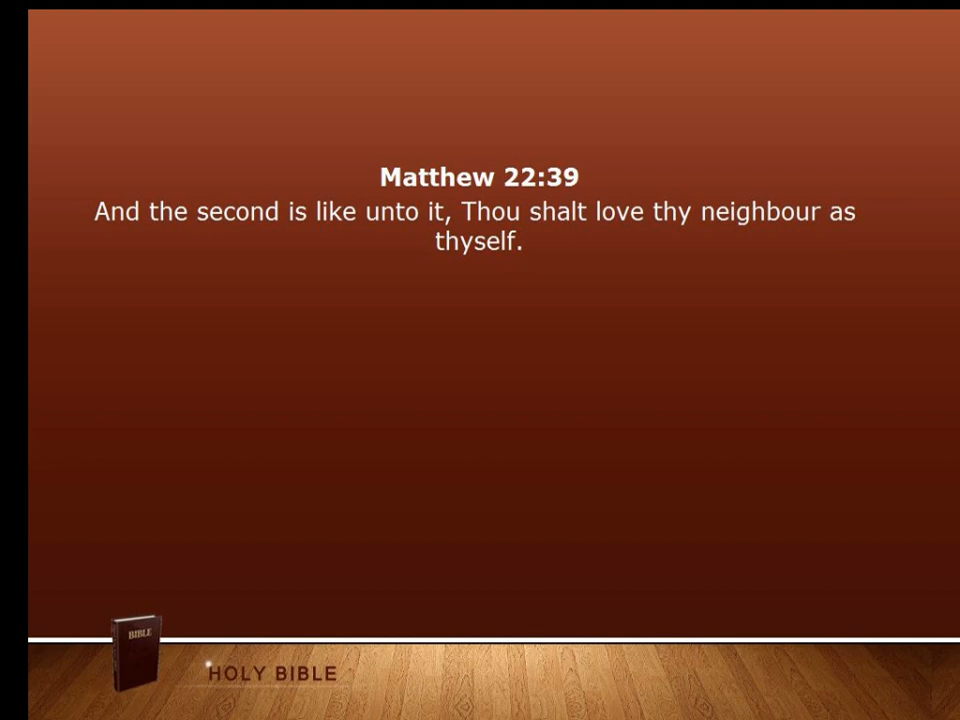 Matthew 22:39
And the second is like unto it, Thou shalt love thy neighbour as
thyself.
BIBLE
HOLY BIBLE